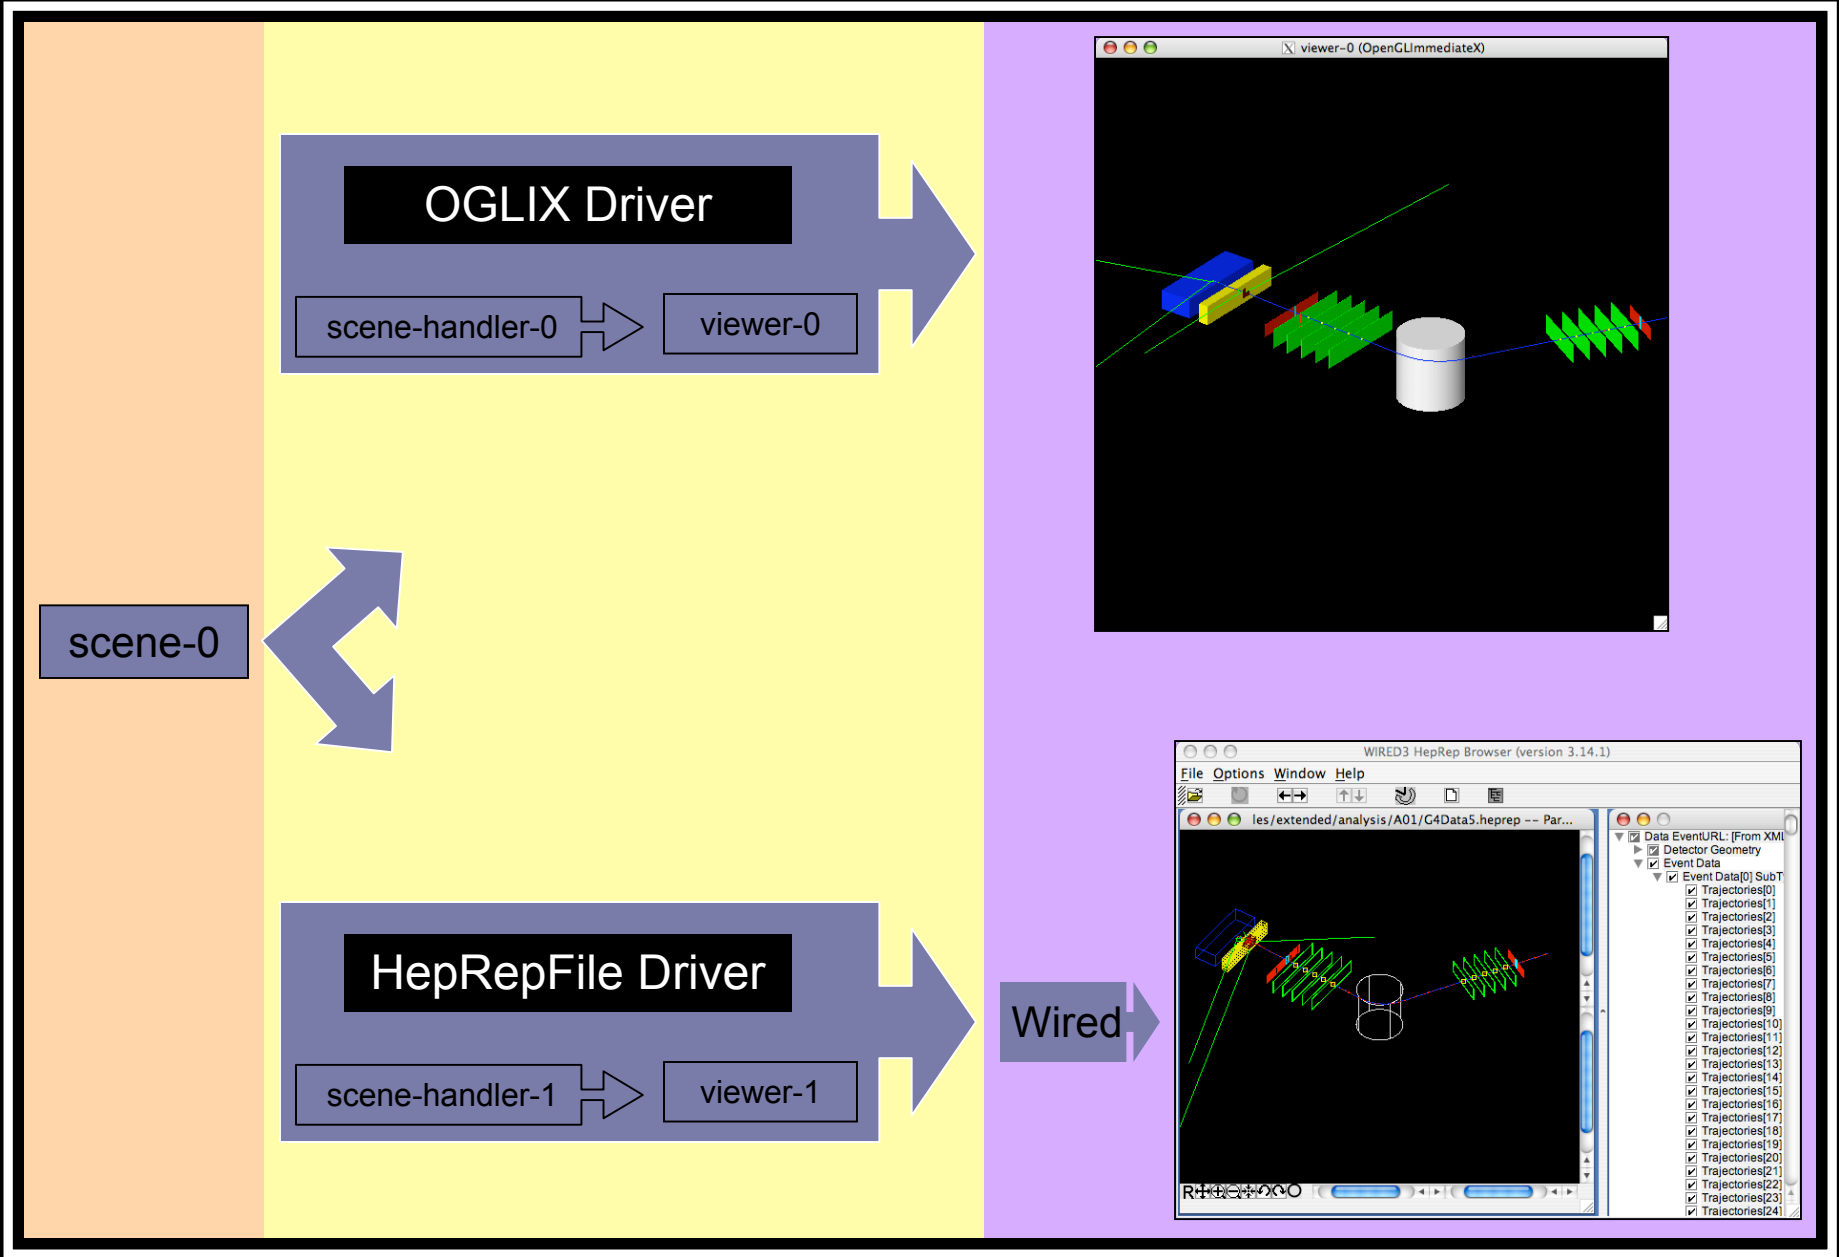 viewer-0 (OpenGLImmediateX)
OGLIX Driver
scene-handler-0
viewer-0
scene-0
HepRepFile Driver
scene-handler-1
viewer-1
Wired
WIRED3 HepRep Browser (version 3.14.1)
File Options Window Help
les/extended/analysis/A01/G4Data5.heprep -- Par...
Data EventURL: [From XML
Detector Geometry
Event Data
Event Data[0] SubT
Trajectories[0]
Trajectories[1]
Trajectories[2]
Trajectories[3]
Trajectories[4]
Trajectories[5]
Trajectories[6]
Trajectories[7]
Trajectories[8]
Trajectories[9]
Trajectories[10]
Trajectories[11]
Trajectories[12]
Trajectories[13]
Trajectories[14]
Trajectories[15]
Trajectories[16]
Trajectories[17]
Trajectories[18]
Trajectories[19]
Trajectories[20]
Trajectories[21]
Trajectories[22]
Trajectories[23]
Trajectories[24]
R